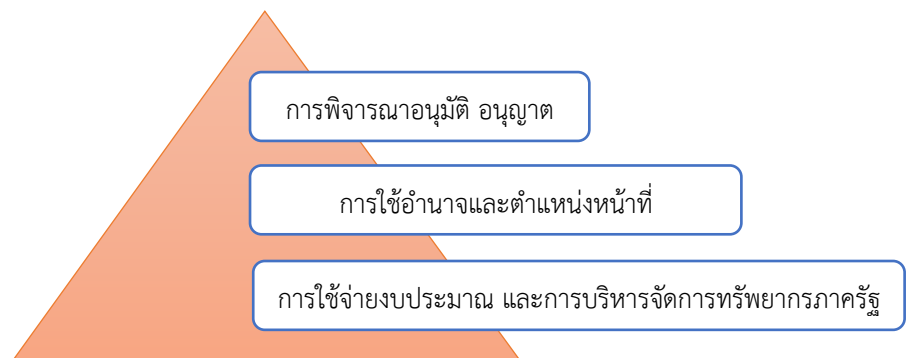 การพิจารณาอนุมัติ อนุญาต
การใช้อำนาจและตำแหน่งหน้าที่
การใช้จ่ายงบประมาณ และการบริหารจัดการทรัพยากรภาครัฐ